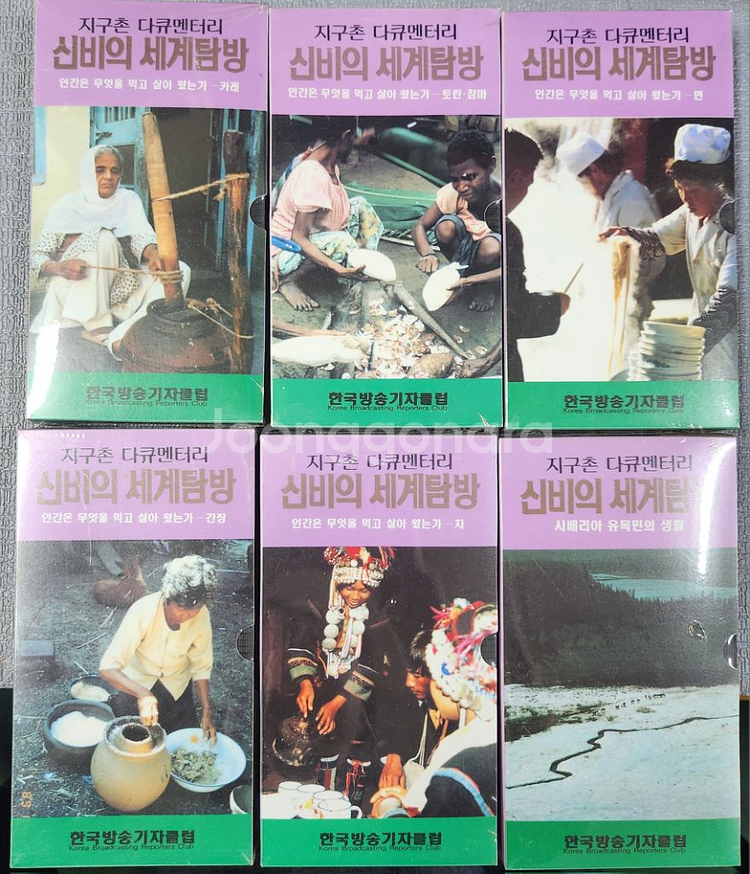 지구촌 다큐멘터리
신비의 세계탐방
인간은 무엇을 먹고 살아 왔는가 - 카레
한국방송기자클럽
Korea Broadcasting Reporters Club
지구촌 다큐멘터리
신비의 세계탐방
인간은 무엇을 먹고 살아 왔는가 - 토란·참마
한국방송기자클럽
Korea Broadcasting Reporters Club
지구촌 다큐멘터리
신비의 세계탐방
인간은 무엇을 먹고 살아 왔는가 - 면
한국방송기자클럽
Korea Broadcasting Reporters Club
Joonggonara
지구촌 다큐멘터리
신비의 세계탐방
인간은 무엇을 먹고 살아 왔는가 - 간장
한국방송기자클럽
Korea Broadcasting Reporters Club
지구촌 다큐멘터리
신비의 세계탐방
인간은 무엇을 먹고 살아 왔는가 - 차
한국방송기자클럽
Korea Broadcasting Reporters Club
지구촌 다큐멘터리
신비의 세계탐방
시베리아 유목민의 생활
한국방송기자클럽
Korea Broadcasting Reporters Club